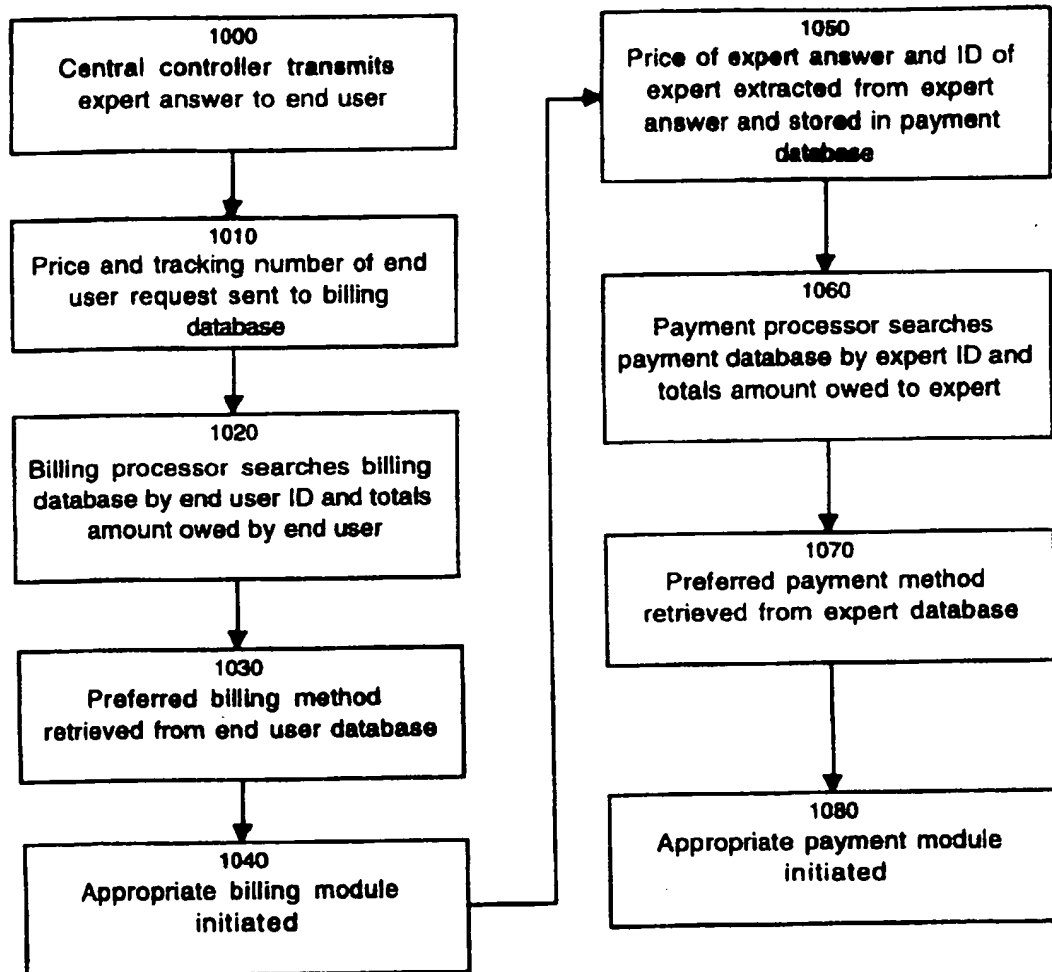 1000
Central controller transmits
expert answer to end user
1010
Price and tracking number of end
user request sent to billing
database
1020
Billing processor searches billing
database by end user ID and totals
amount owed by end user
1030
Preferred billing method
retrieved from end user database
1040
Appropriate billing module
initiated
1050
Price of expert answer and ID of
expert extracted from expert
answer and stored in payment
database
1060
Payment processor searches
payment database by expert ID and
totals amount owed to expert
1070
Preferred payment method
retrieved from expert database
1080
Appropriate payment module
initiated